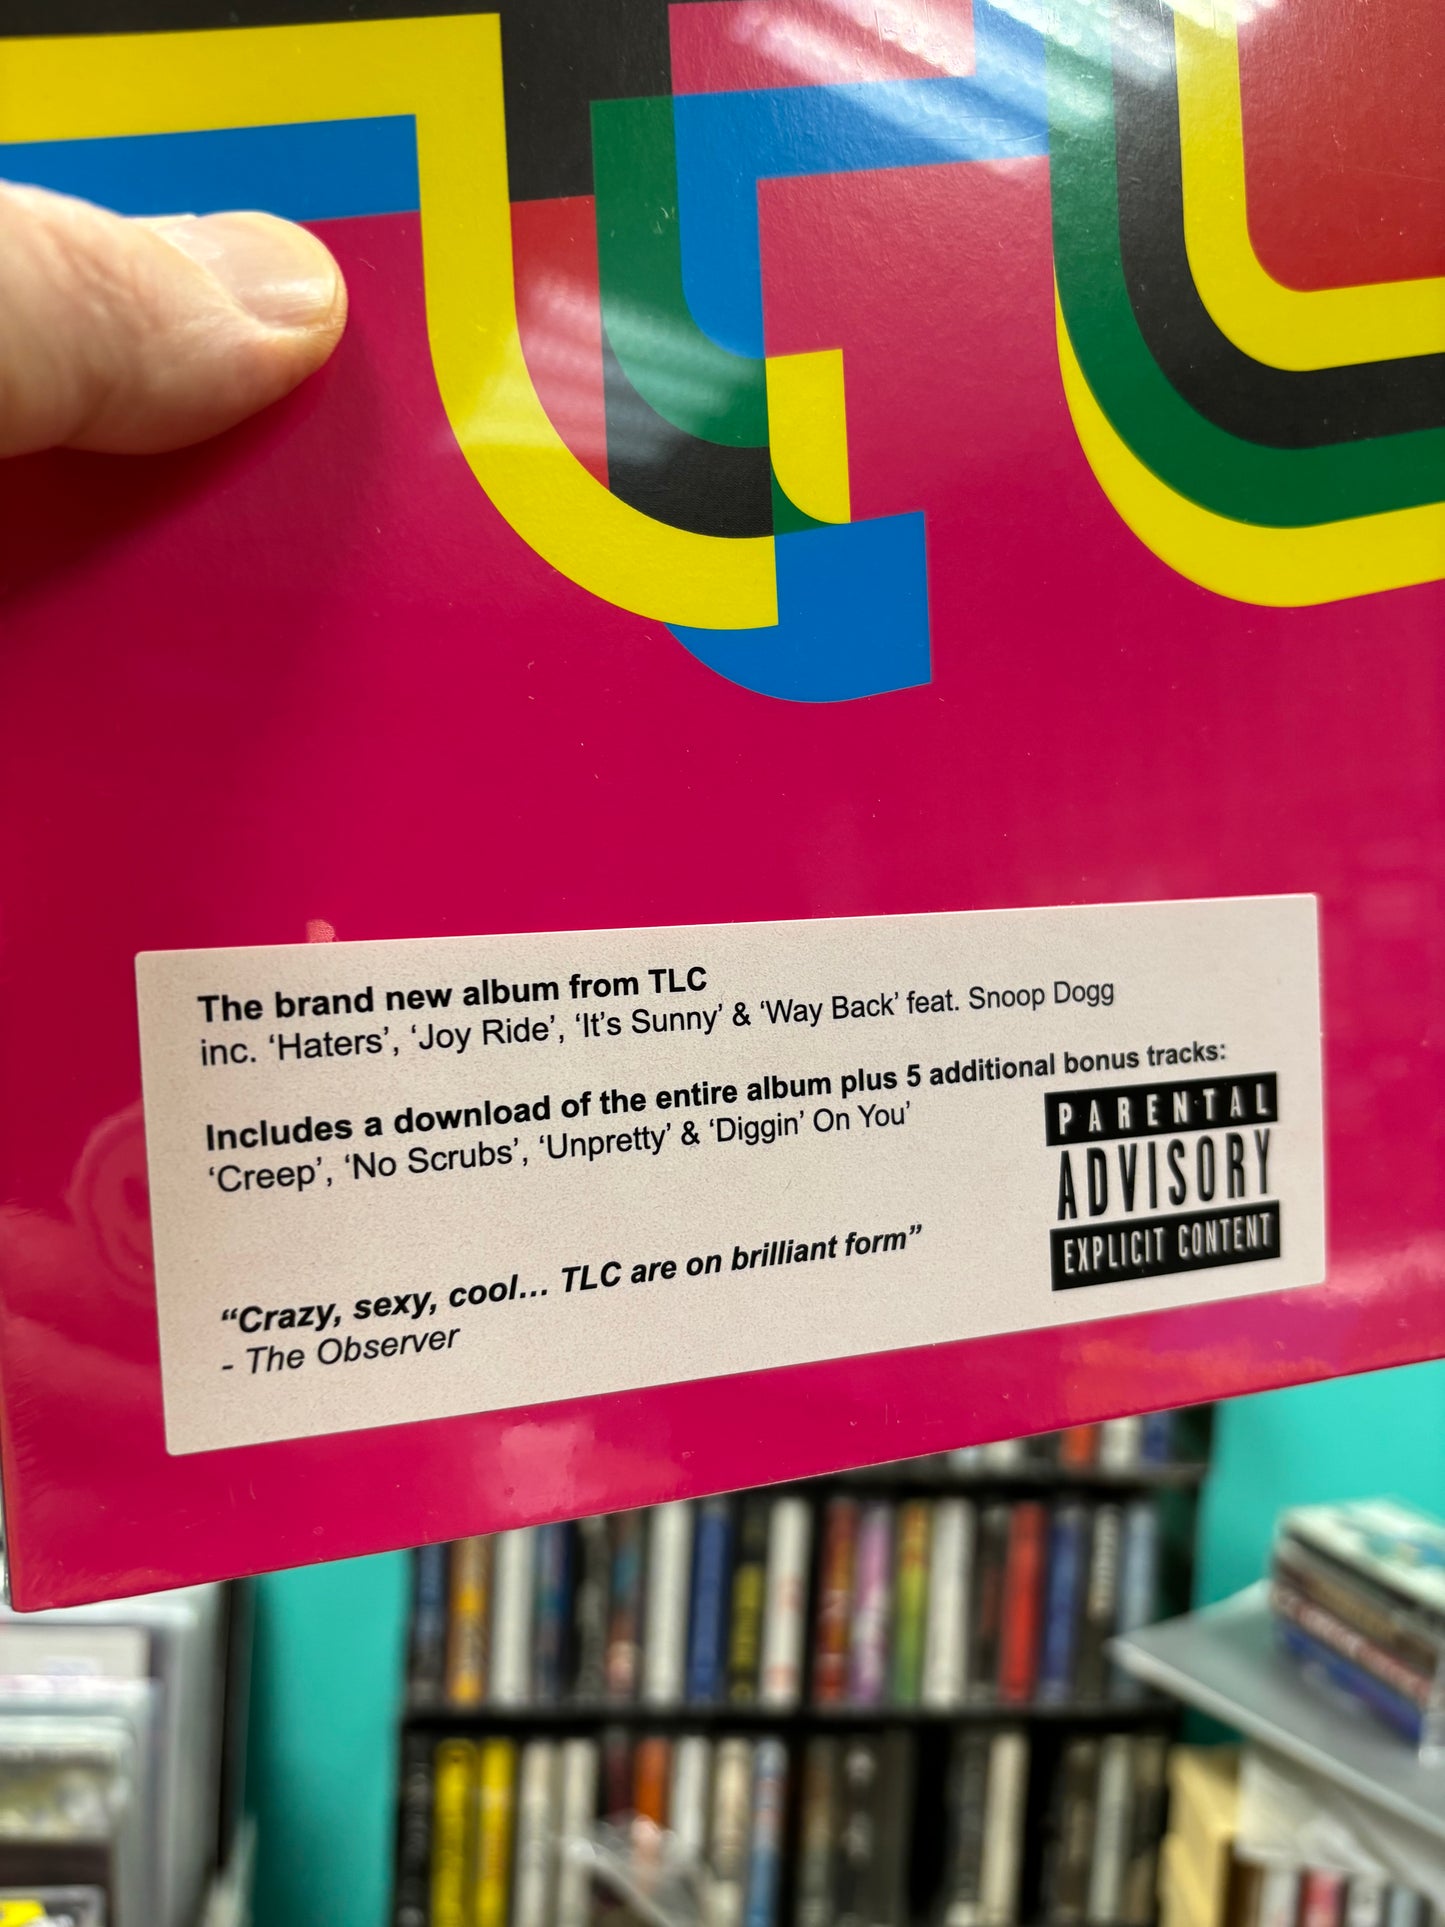 The brand new album from TLC
inc. ‘Haters’, ‘Joy Ride’, ‘It’s Sunny’ & ‘Way Back’ feat. Snoop Dogg
Includes a download of the entire album plus 5 additional bonus tracks:
‘Creep’, ‘No Scrubs’, ‘Unpretty’ & ‘Diggin’ On You’
“Crazy, sexy, cool... TLC are on brilliant form”
- The Observer
PARENTAL
ADVISORY
EXPLICIT CONTENT